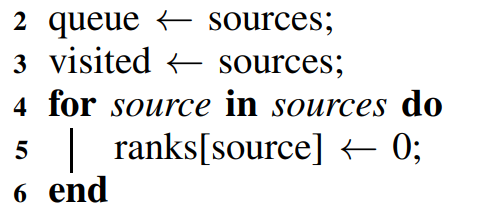 2 queue ← sources;
3 visited ← sources;
4 for source in sources do
5 ranks[source] ← 0;
6 end